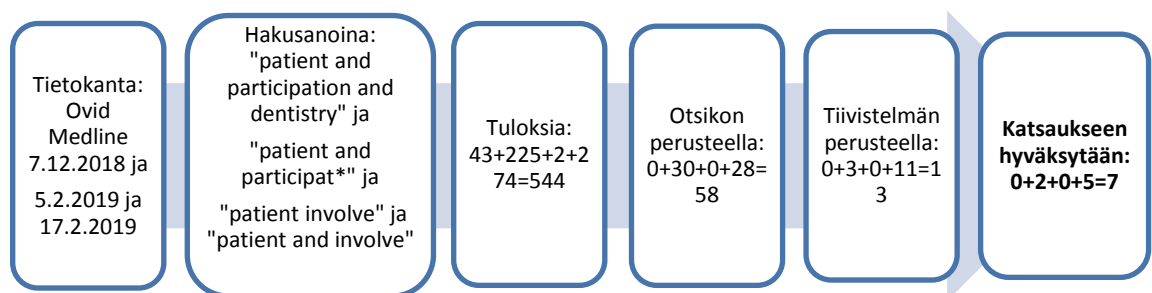 Tietokanta:
Ovid
Medline
7.12.2018 ja
5.2.2019 ja
17.2.2019
Hakusanoina:
"patient and
participation and
dentistry" ja
"patient and
participat*" ja
"patient involve" ja
"patient and involve"
Tuloksia:
43+225+2+2
74=544
Otsikon
perusteella:
0+30+0+28=
58
Tiivistelmän
perusteella:
0+3+0+11=1
3
Katsaukseen
hyväksytään:
0+2+0+5=7